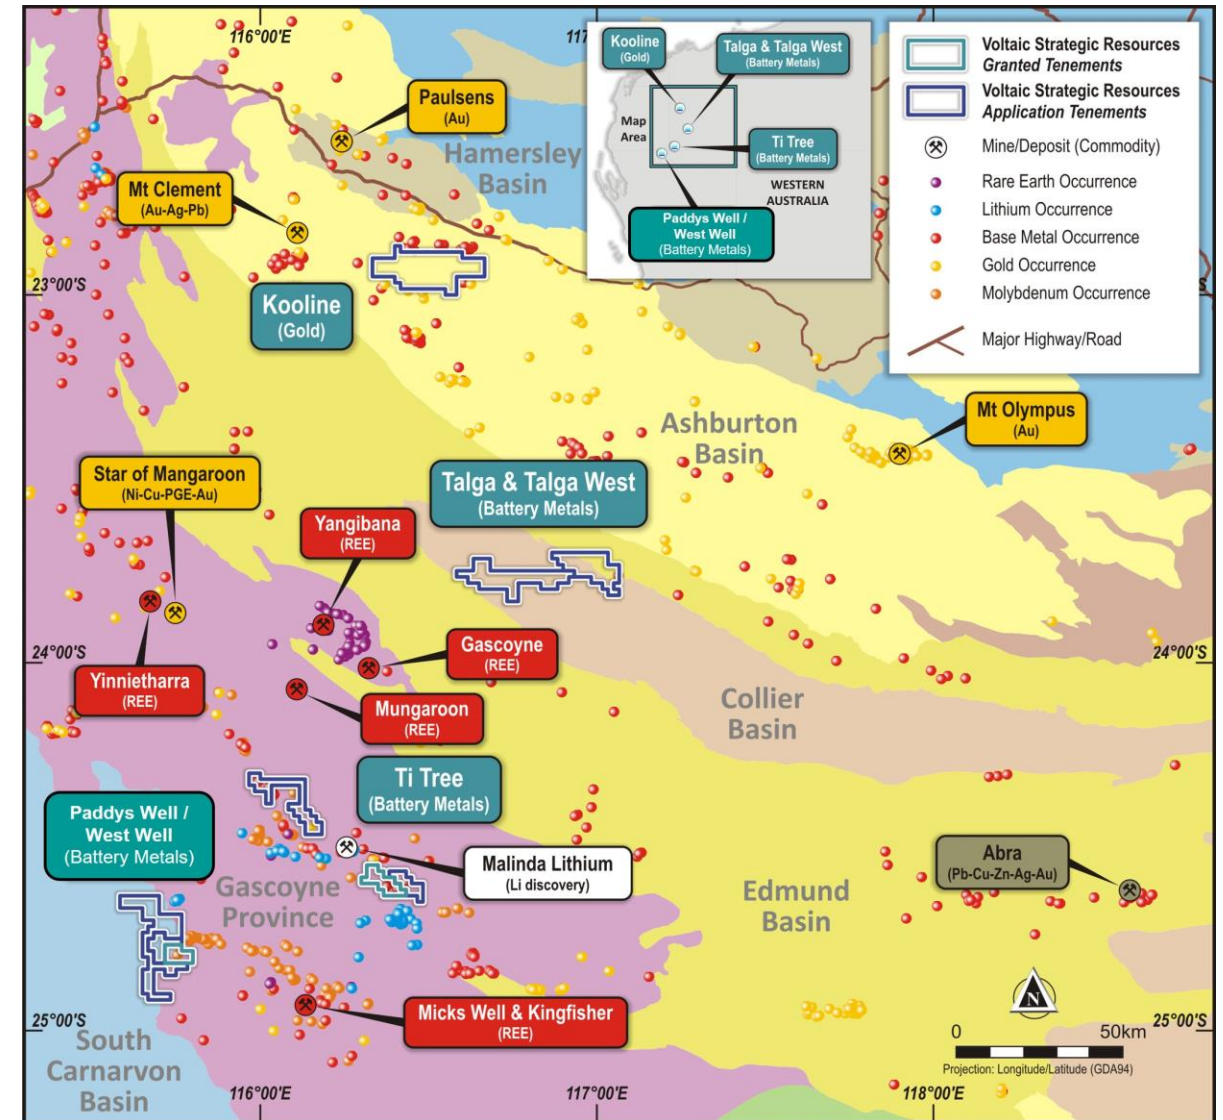 116°00'E
117
Kooline
(Gold)
Talga & Talga West
(Battery Metals)
Map
Area
Ti Tree
(Battery Metals)
WESTERN
AUSTRALIA
Paddys Well /
West Well
(Battery Metals)
Voltaic Strategic Resources
Granted Tenements
Voltaic Strategic Resources
Application Tenements
Mine/Deposit (Commodity)
Rare Earth Occurrence
Lithium Occurrence
Base Metal Occurrence
Gold Occurrence
Molybdenum Occurrence
Major Highway/Road
Paulsens
(Au)
Hamersley
Basin
Mt Clement
(Au-Ag-Pb)
23°00'S
S
Kooline
(Gold)
Ashburton
Basin
Mt Olympus
(Au)
Star of Mangaroon
(Ni-Cu-PGE-Au)
Talga & Talga West
(Battery Metals)
Yangibana
(REE)
24°00'S
24°00'S
Gascoyne
(REE)
Yinnietharra
(REE)
Mungaroon
(REE)
Collier
Basin
Ti Tree
(Battery Metals)
Paddys Well /
West Well
(Battery Metals)
Malinda Lithium
(Li discovery)
Abra
(Pb-Cu-Zn-Ag-Au)
Gascoyne
Province
Edmund
Basin
Micks Well & Kingfisher
(REE)
N
25°00'S
25°00'S
0 50km
Projection: Longitude/Latitude (GDA94)
South
Carnarvon
Basin
116°00'E
117°00'E
118°00'E